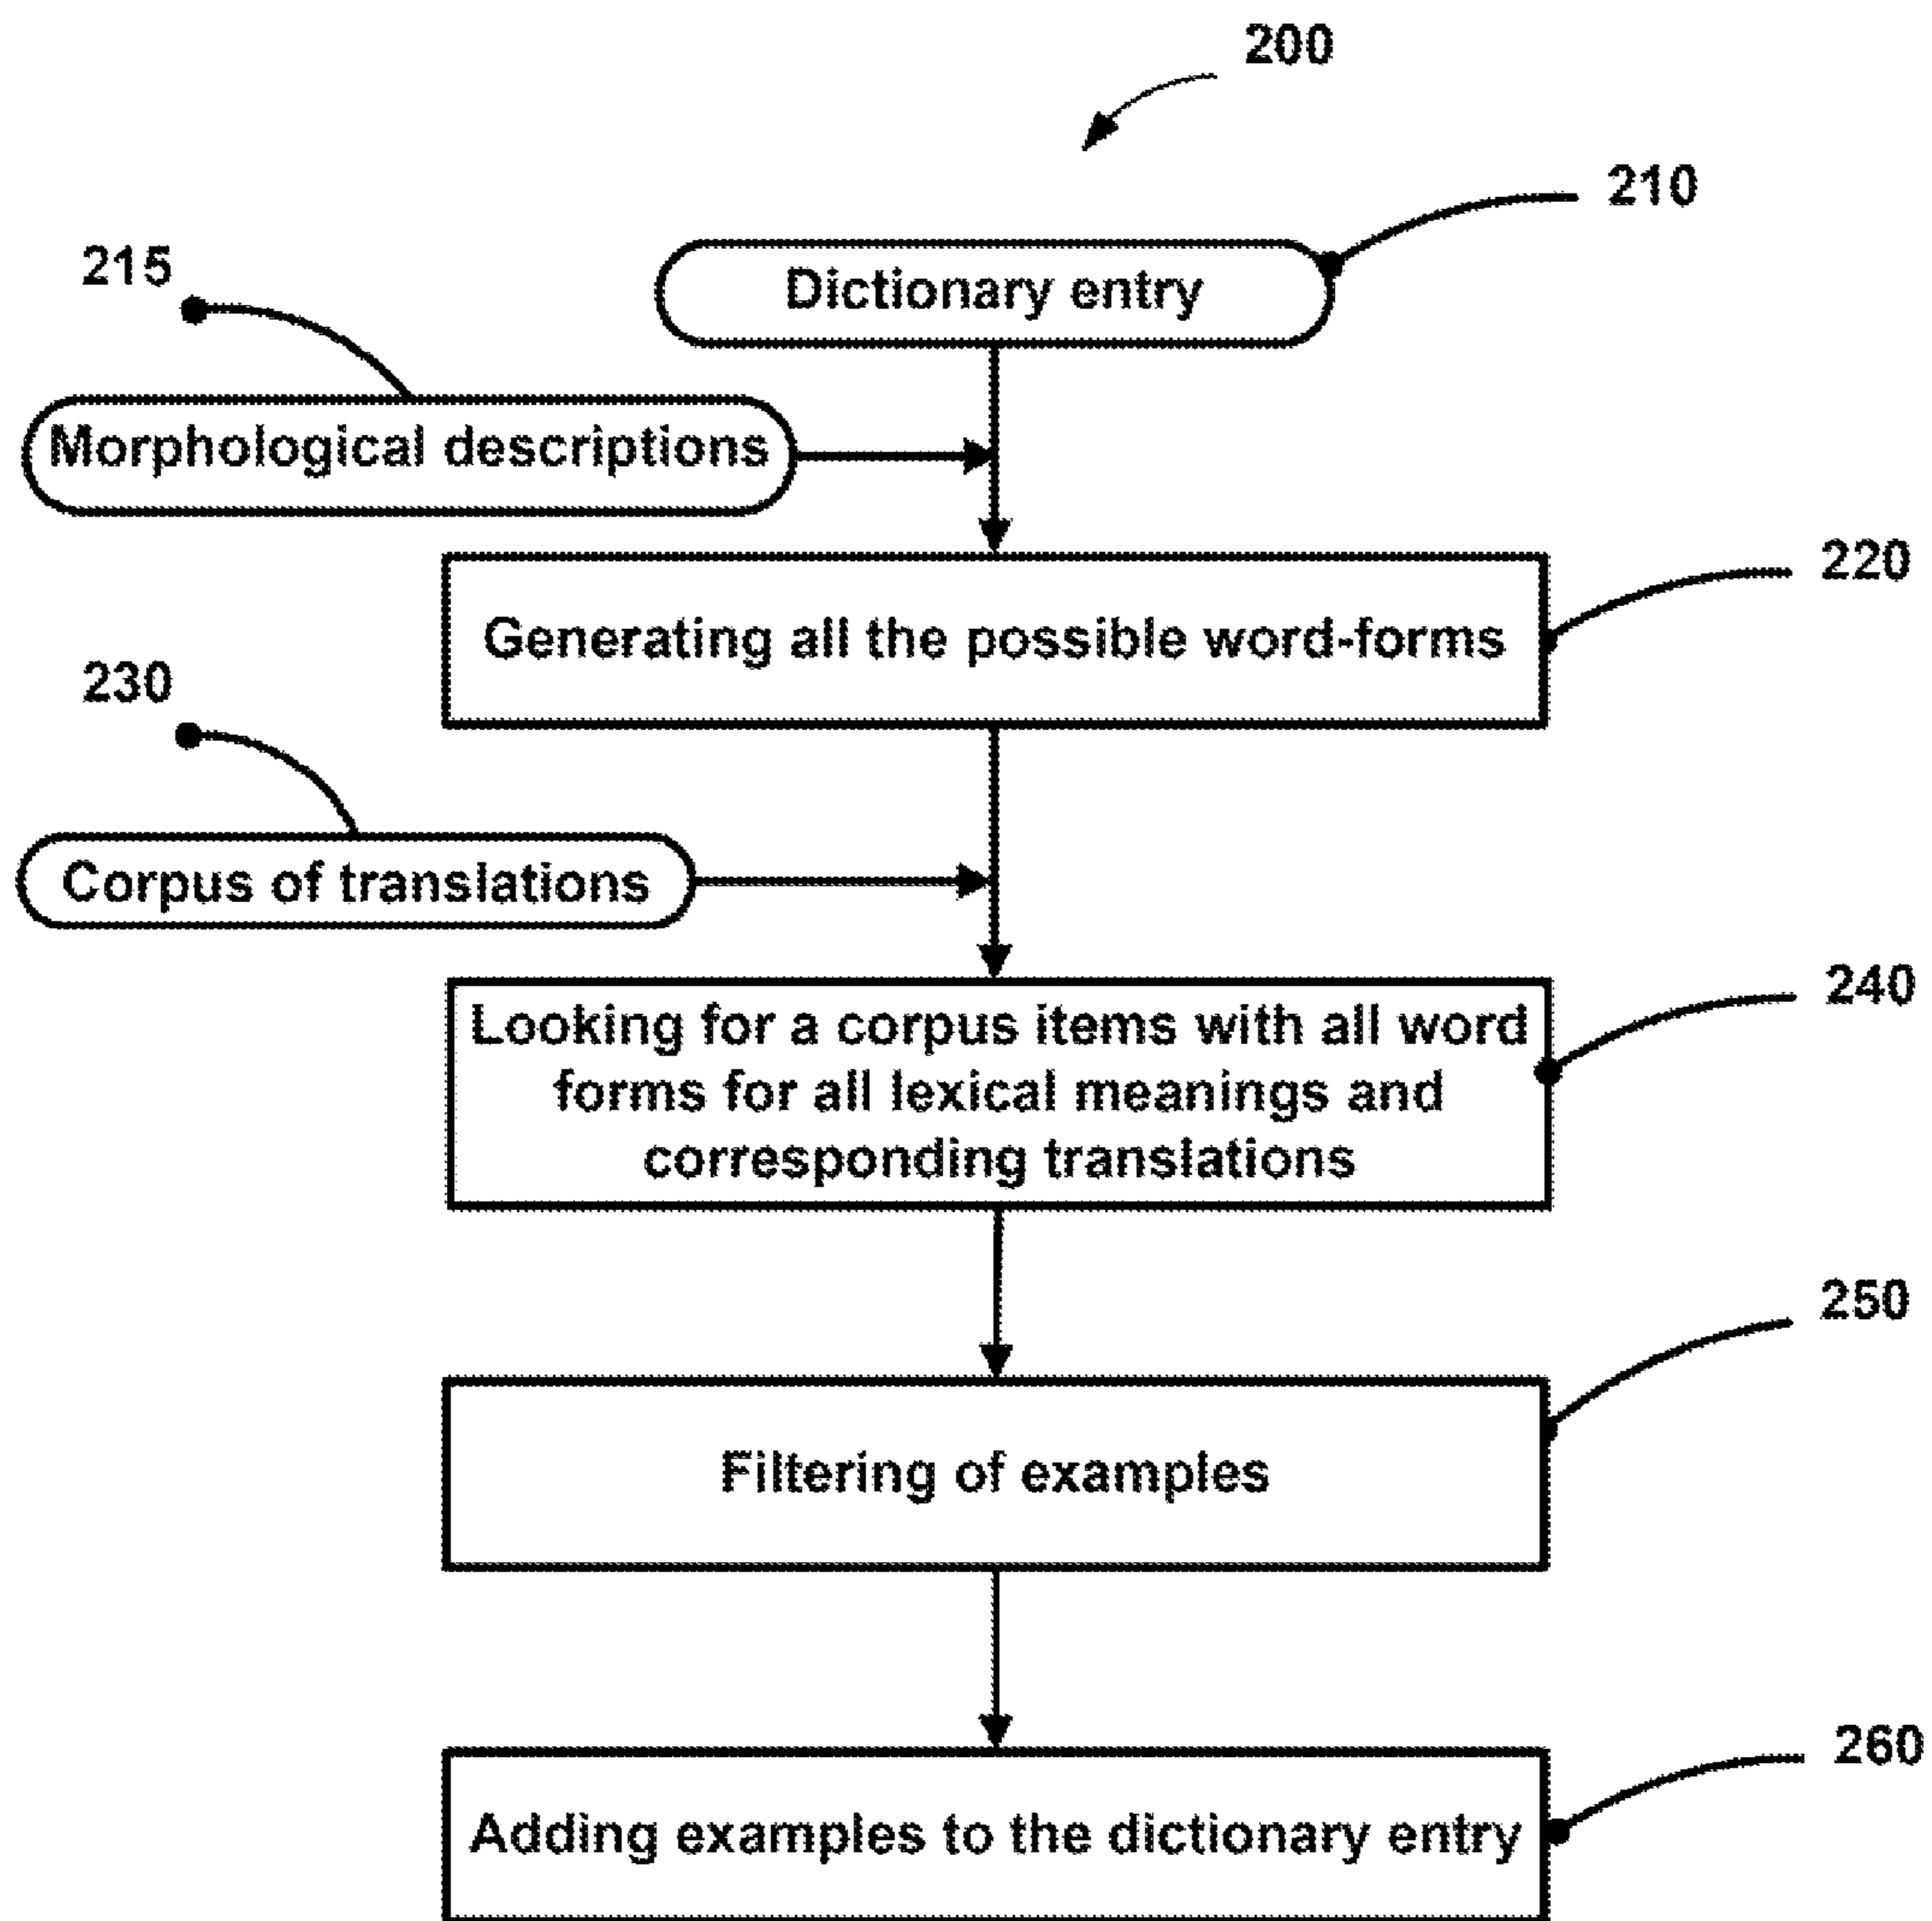 200
210
215
Dictionary entry
Morphological descriptions
220
Generating all the possible word-forms
230
Corpus of translations
240
Looking for a corpus items with all word
forms for all lexical meanings and
corresponding translations
250
Filtering of examples
260
Adding examples to the dictionary entry